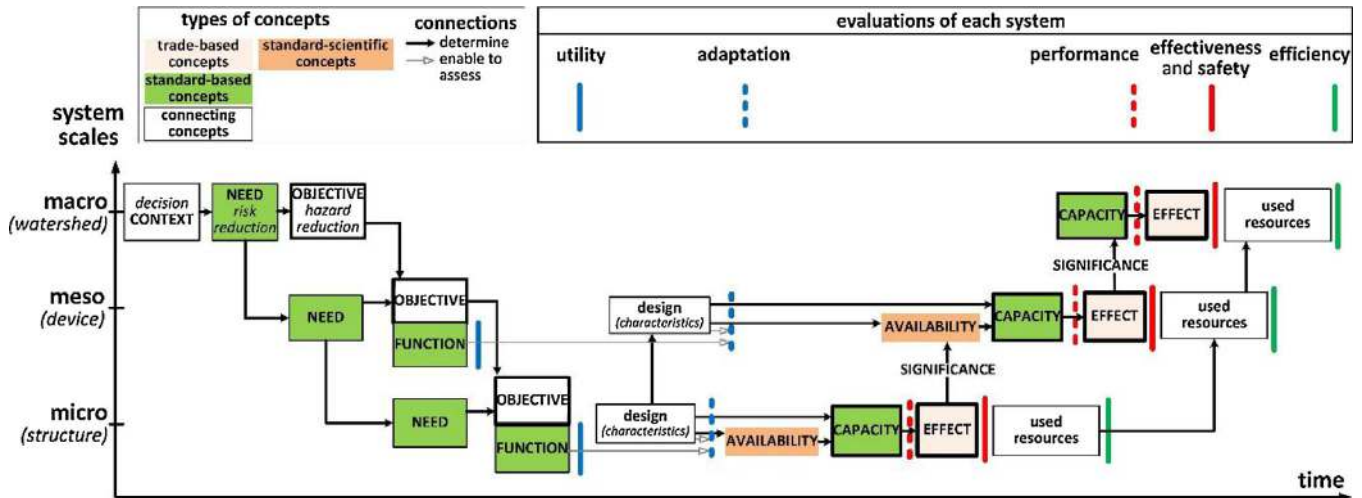 types of concepts
trade-based
concepts
standard-scientific
concepts
standard-based
concepts
connecting
concepts
connections
determine
enable to
assess
evaluations of each system
utility
adaptation
performance
effectiveness
and safety
efficiency
system
scales
macro
(watershed)
decision
CONTEXT
NEED
risk
reduction
OBJECTIVE
hazard
reduction
CAPACITY
EFFECT
used
resources
SIGNIFICANCE
meso
(device)
NEED
OBJECTIVE
FUNCTION
design
(characteristics)
AVAILABILITY
CAPACITY
EFFECT
used
resources
SIGNIFICANCE
micro
(structure)
NEED
OBJECTIVE
FUNCTION
design
(characteristics)
AVAILABILITY
CAPACITY
EFFECT
used
resources
time